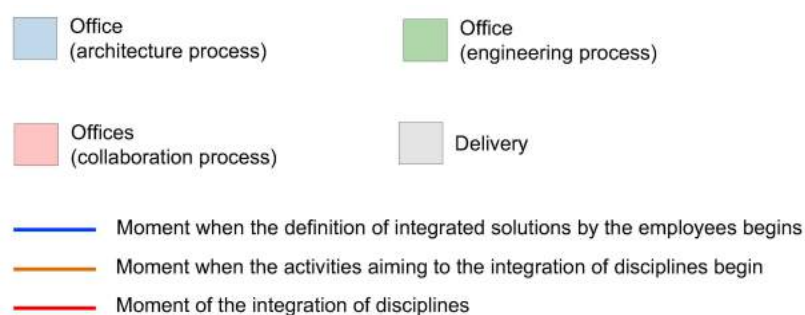 Office
(architecture process)
Office
(engineering process)
Offices
(collaboration process)
Delivery
Moment when the definition of integrated solutions by the employees begins
Moment when the activities aiming to the integration of disciplines begin
Moment of the integration of disciplines